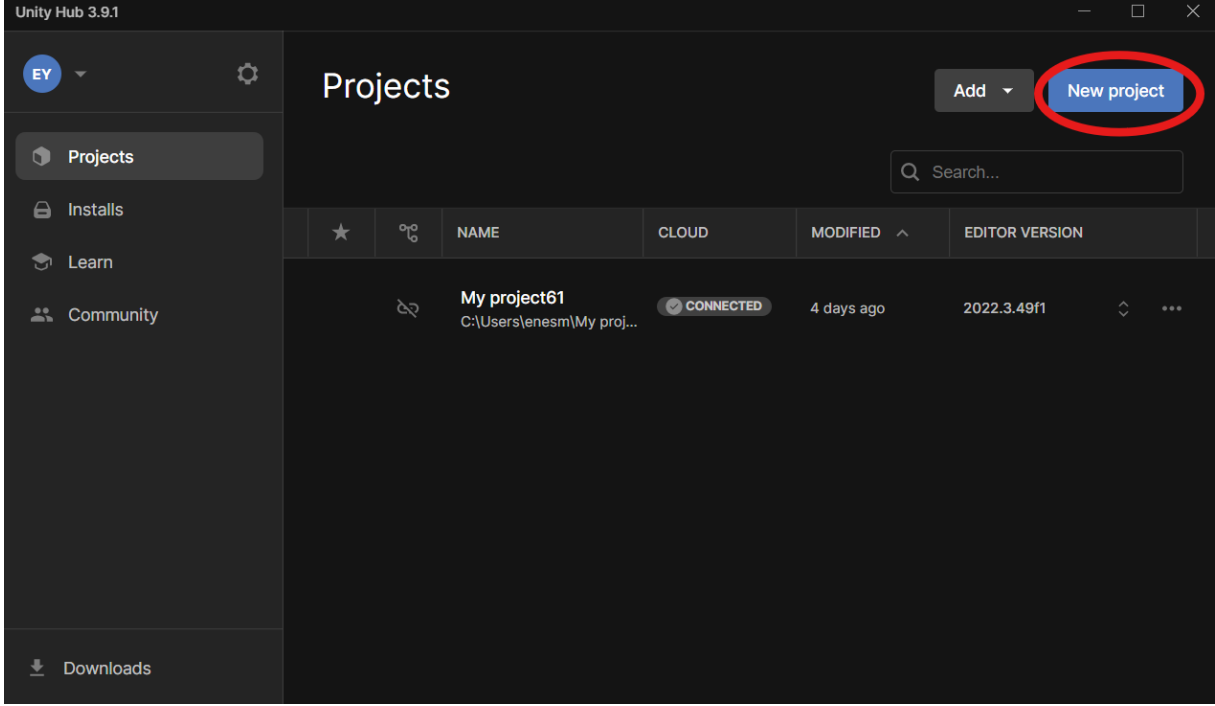 Unity Hub 3.9.1
EY
Projects
Installs
Learn
Community
Downloads
Projects
Add
New project
Search...
NAME CLOUD MODIFIED EDITOR VERSION
My project61 CONNECTED 4 days ago 2022.3.49f1
C:\Users\enesm\My proj...